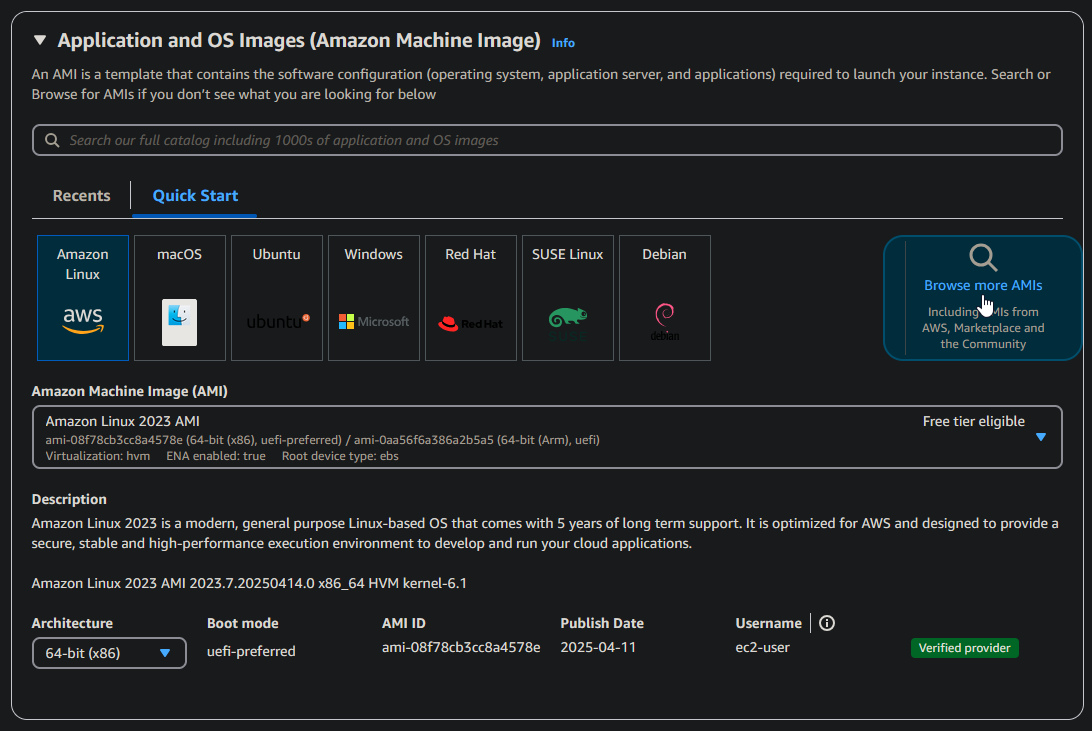 Application and OS Images (Amazon Machine Image) Info
An AMI is a template that contains the software configuration (operating system, application server, and applications) required to launch your instance. Search or
Browse for AMIs if you don’t see what you are looking for below
Search our full catalog including 1000s of application and OS images
Recents
Quick Start
Amazon
Linux
aws
macOS
Ubuntu
ubuntu
Windows
Microsoft
Red Hat
Red Hat
SUSE Linux
Debian
debian
Browse more AMIs
Including AMIs from
AWS, Marketplace and
the Community
Amazon Machine Image (AMI)
Amazon Linux 2023 AMI
Free tier eligible
ami-08f78cb3cc8a4578e (64-bit (x86), uefi-preferred) / ami-0aa56f6a386a2b5a5 (64-bit (Arm), uefi)
Virtualization: hvm ENA enabled: true Root device type: ebs
Description
Amazon Linux 2023 is a modern, general purpose Linux-based OS that comes with 5 years of long term support. It is optimized for AWS and designed to provide a
secure, stable and high-performance execution environment to develop and run your cloud applications.
Amazon Linux 2023 AMI 2023.7.20250414.0 x86_64 HVM kernel-6.1
Architecture Boot mode AMI ID Publish Date Username
64-bit (x86) uefi-preferred ami-08f78cb3cc8a4578e 2025-04-11 ec2-user Verified provider